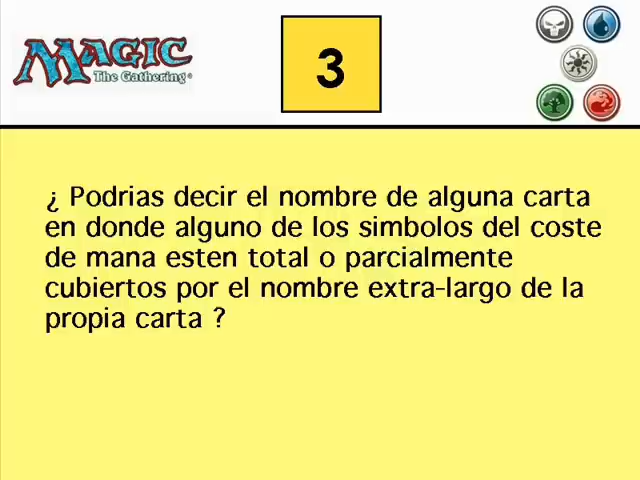 MAGIC
The Gathering®
3
¿ Podrias decir el nombre de alguna carta
en donde alguno de los simbolos del coste
de mana esten total o parcialmente
cubiertos por el nombre extra-largo de la
propia carta ?